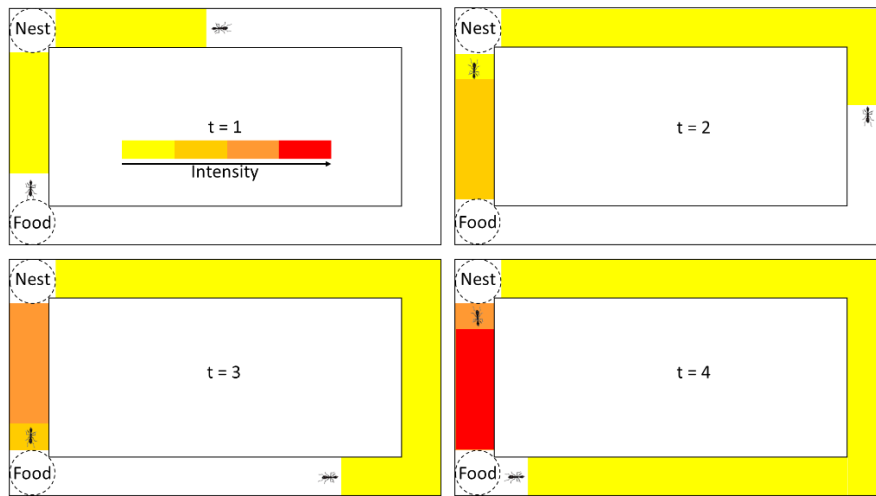 Nest
t = 1
Intensity
Food
Nest
t = 2
Food
Nest
t = 3
Food
Nest
t = 4
Food